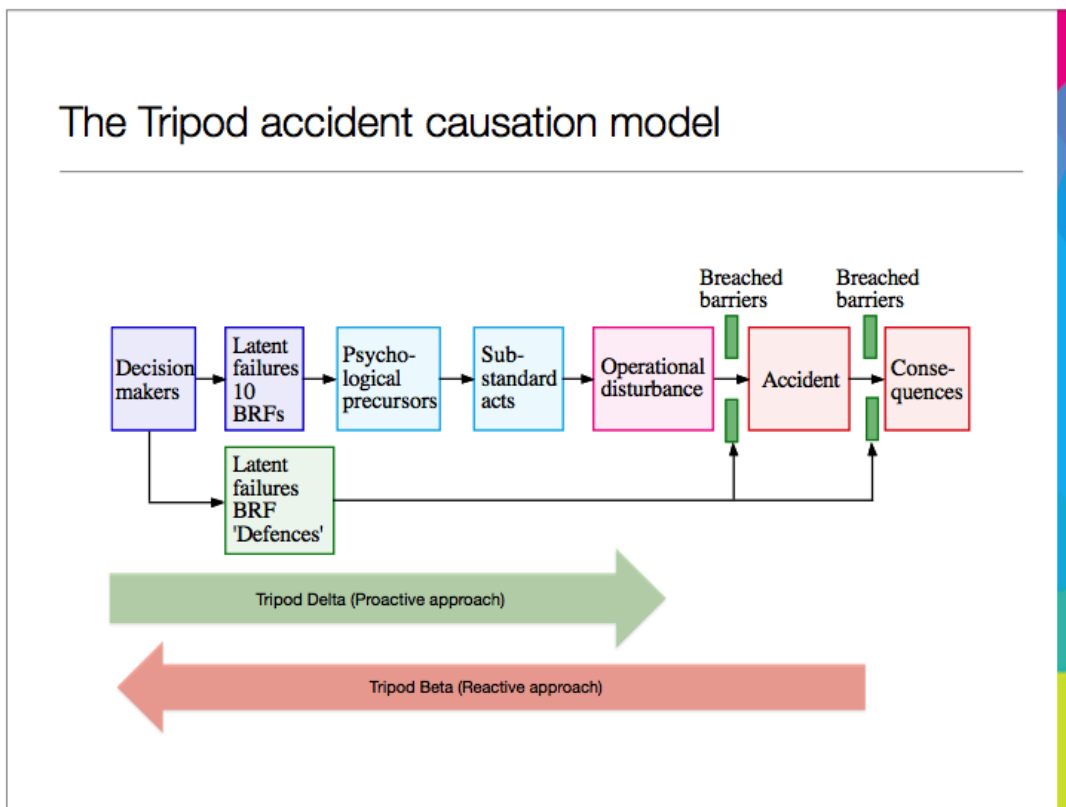 The Tripod accident causation model
Breached
barriers
Breached
barriers
Decision
makers
Latent
failures
10
BRFs
Psycho-
logical
precursors
Sub-
standard
acts
Operational
disturbance
Accident
Conse-
quences
Latent
failures
BRF
'Defences'
Tripod Delta (Proactive approach)
Tripod Beta (Reactive approach)